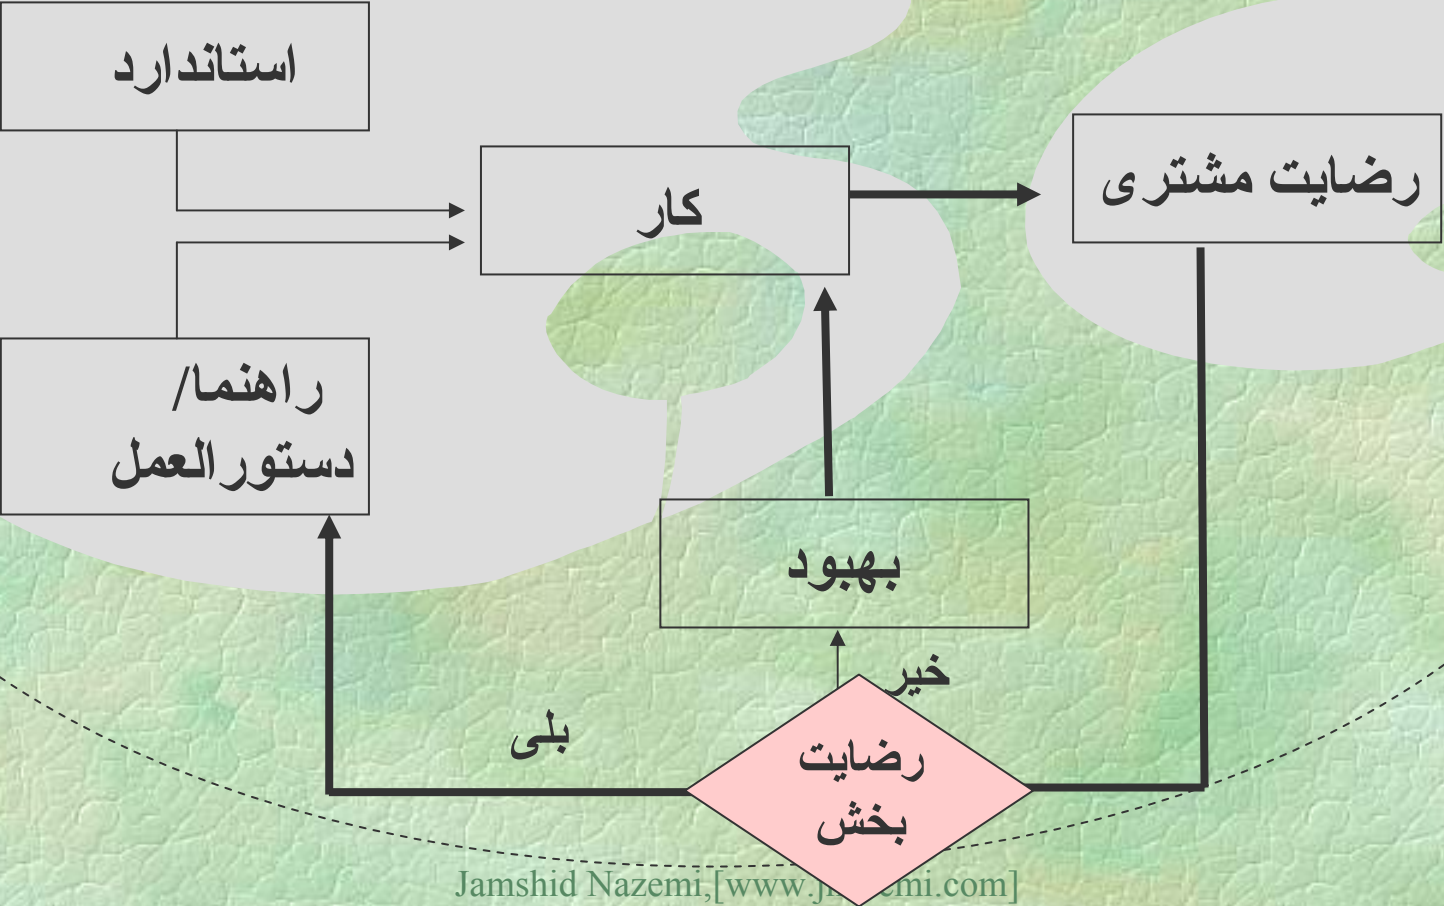 استاندارد
کار
رضایت مشتری
راهنما/
دستورالعمل
بهبود
خیر
بلی
رضایت
بخش
Jamshid Nazemi,[www.j
emi.com]